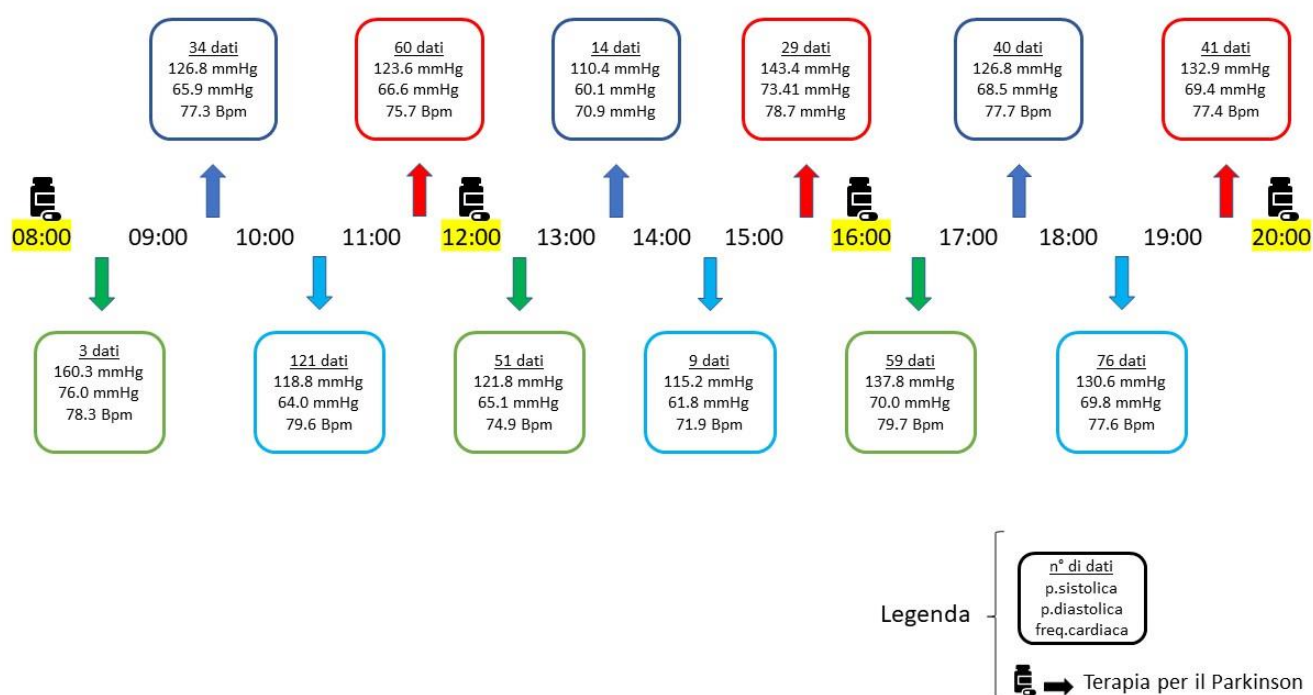 34 dati
126.8 mmHg
65.9 mmHg
77.3 Bpm
60 dati
123.6 mmHg
66.6 mmHg
75.7 Bpm
14 dati
110.4 mmHg
60.1 mmHg
70.9 mmHg
29 dati
143.4 mmHg
73.41 mmHg
78.7 mmHg
40 dati
126.8 mmHg
68.5 mmHg
77.7 Bpm
41 dati
132.9 mmHg
69.4 mmHg
77.4 Bpm
08:00 09:00 10:00 11:00 12:00 13:00 14:00 15:00 16:00 17:00 18:00 19:00 20:00
3 dati
160.3 mmHg
76.0 mmHg
78.3 Bpm
121 dati
118.8 mmHg
64.0 mmHg
79.6 Bpm
51 dati
121.8 mmHg
65.1 mmHg
74.9 Bpm
9 dati
115.2 mmHg
61.8 mmHg
71.9 Bpm
59 dati
137.8 mmHg
70.0 mmHg
79.7 Bpm
76 dati
130.6 mmHg
69.8 mmHg
77.6 Bpm
Legenda
n° di dati
p.sistolica
p.diastolica
freq.cardiaca
Terapia per il Parkinson